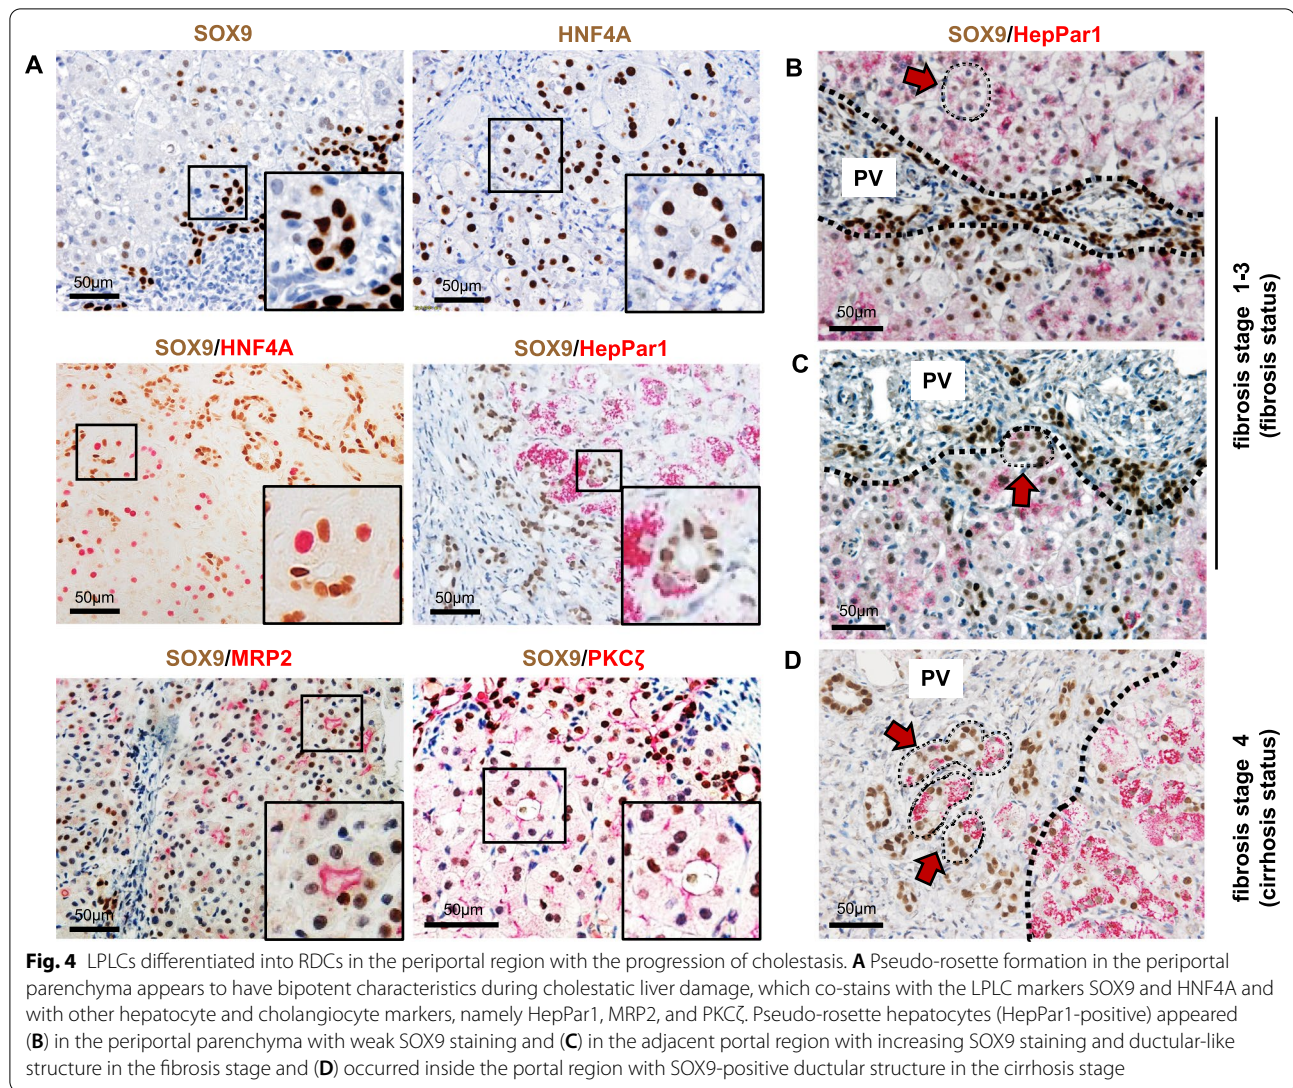 SOX9
HNF4A
SOX9/HepPar1
A
B
PV
50μm
50μm
50μm
SOX9/HNF4A
SOX9/HepPar1
C
PV
50μm
50μm
50μm
fibrosis stage 1-3
(fibrosis status)
SOX9/MRP2
SOX9/PKCζ
D
PV
50μm
50μm
50μm
fibrosis stage 4
(cirrhosis status)
Fig. 4 LPLCs differentiated into RDCs in the periportal region with the progression of cholestasis. A Pseudo-rosette formation in the periportal
parenchyma appears to have bipotent characteristics during cholestatic liver damage, which co-stains with the LPLC markers SOX9 and HNF4A and
with other hepatocyte and cholangiocyte markers, namely HepPar1, MRP2, and PKCζ. Pseudo-rosette hepatocytes (HepPar1-positive) appeared
(B) in the periportal parenchyma with weak SOX9 staining and (C) in the adjacent portal region with increasing SOX9 staining and ductular-like
structure in the fibrosis stage and (D) occurred inside the portal region with SOX9-positive ductular structure in the cirrhosis stage